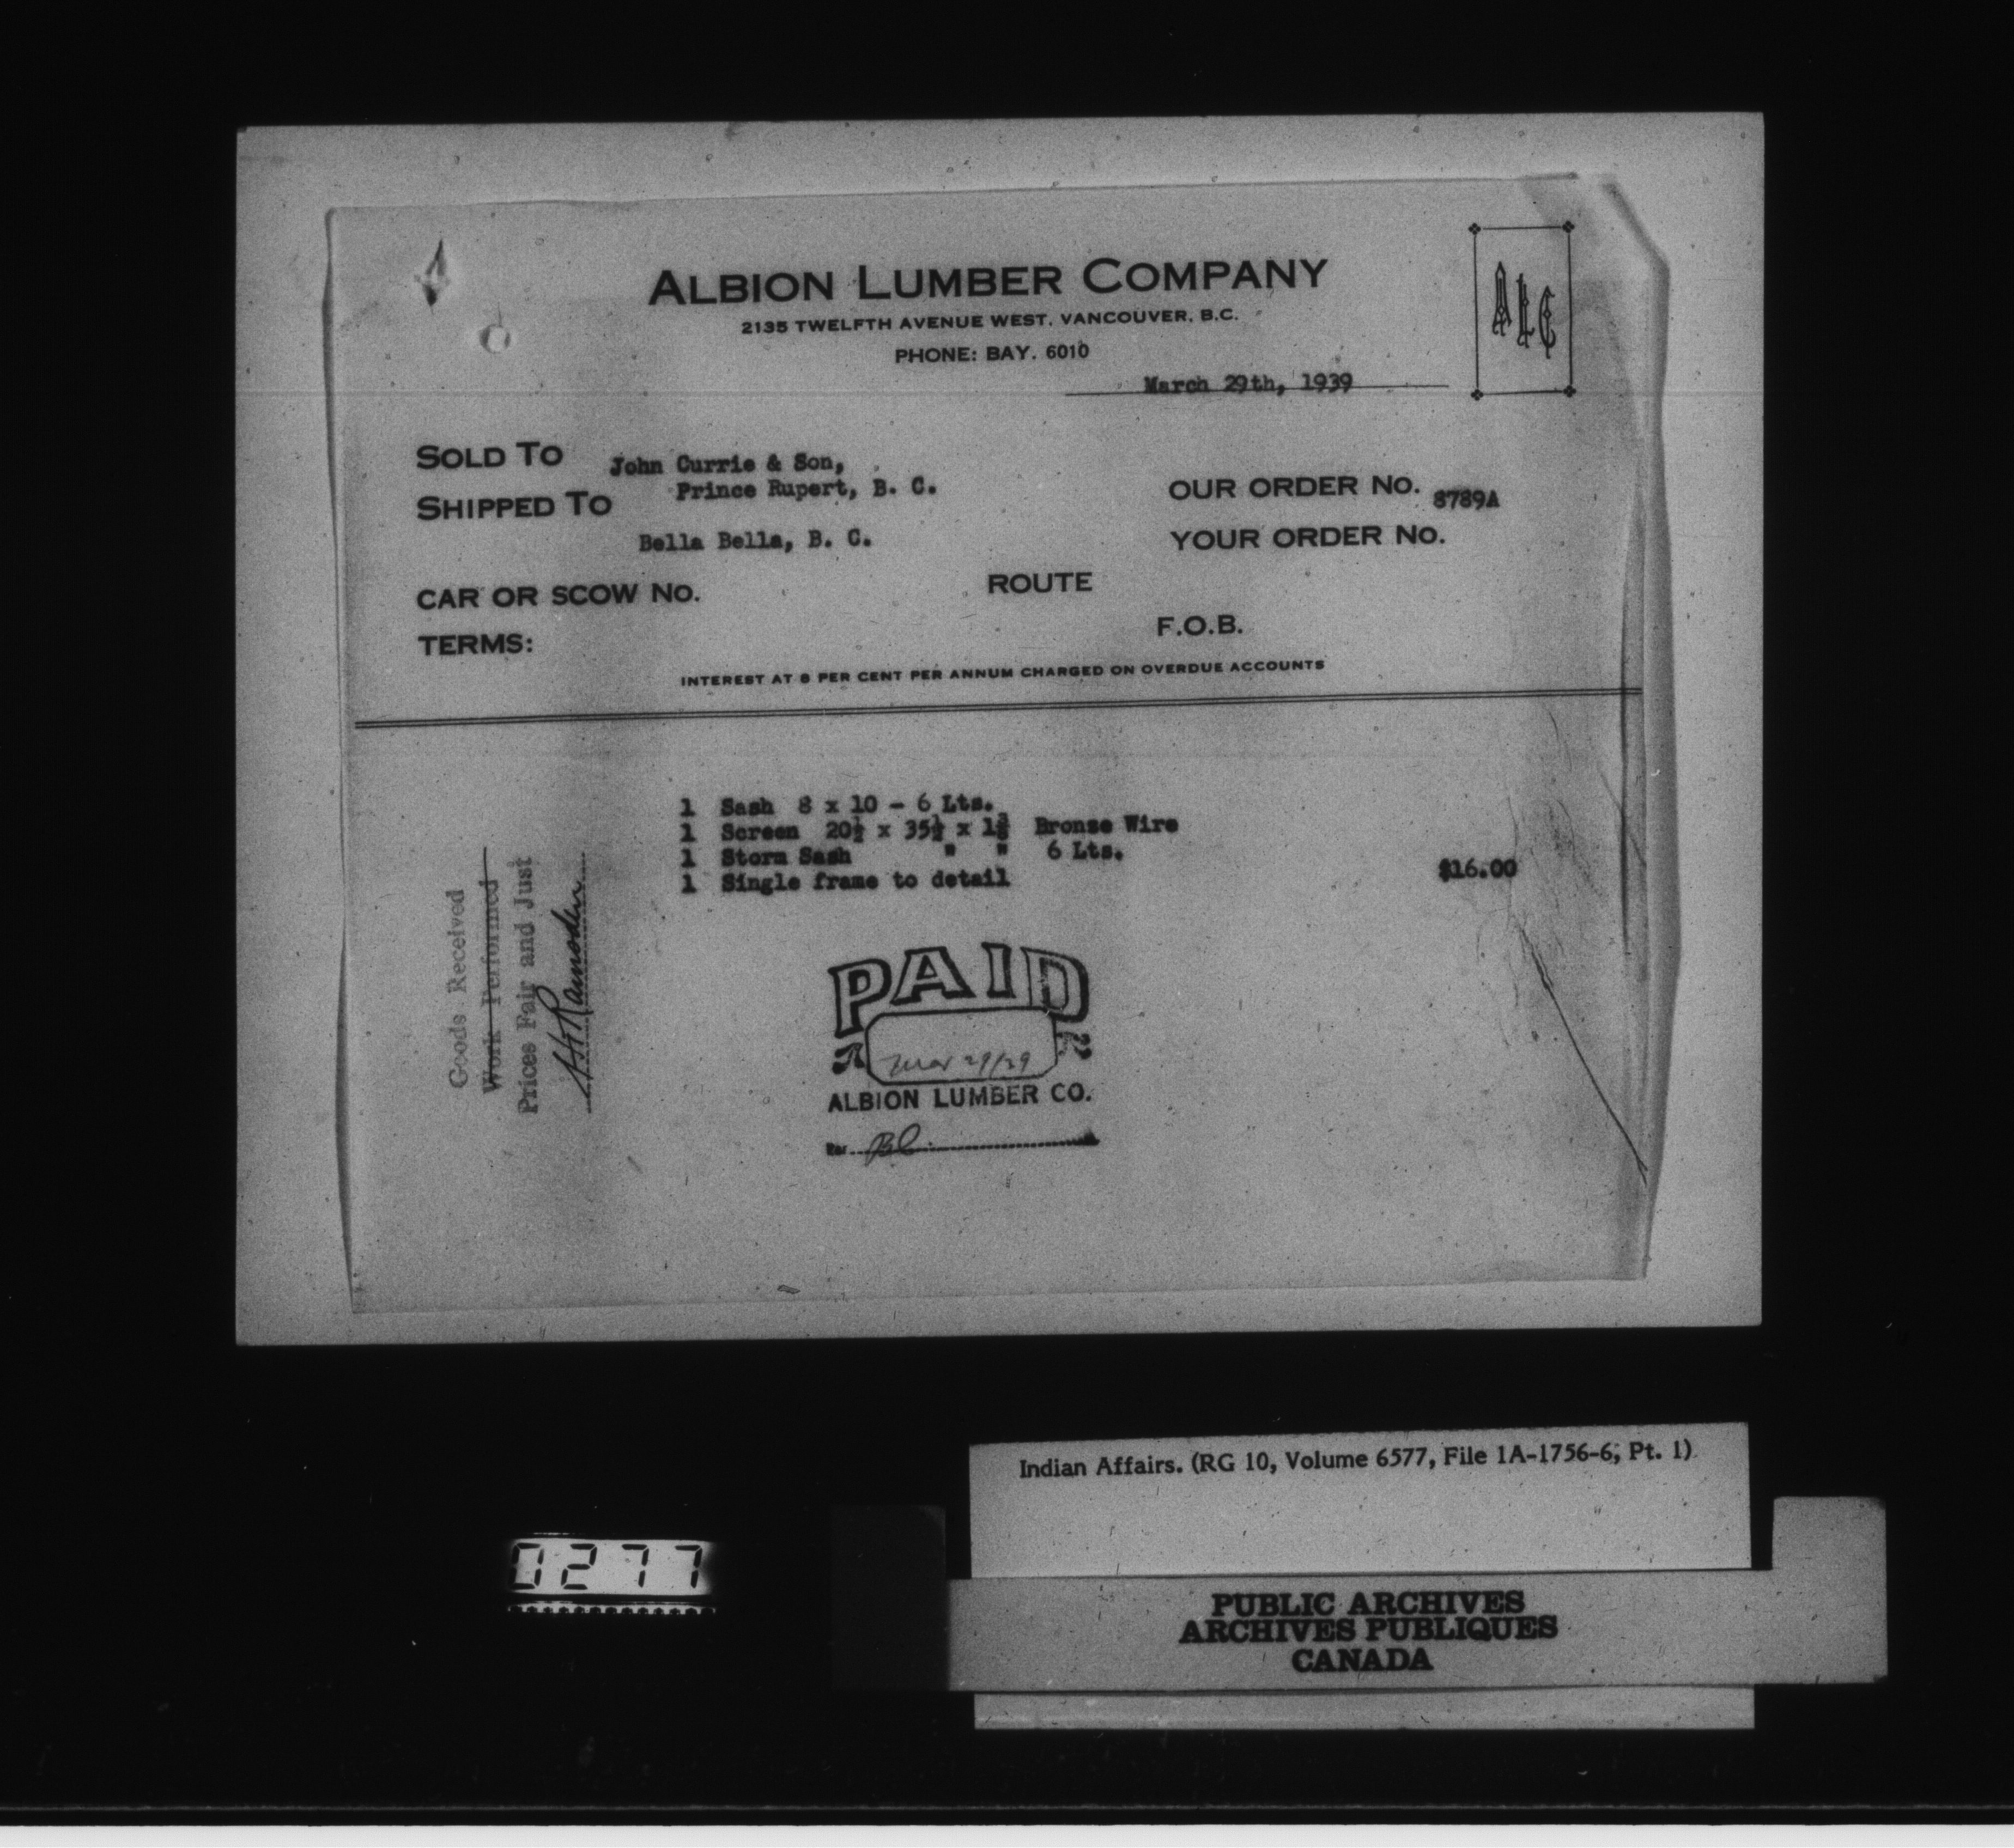 ALBION LUMBER COMPANY
2135 TWELFTH AVENUE WEST, VANCOUVER, B.C.
PHONE: BAY. 6010
ALC
March 29th, 1939
SOLD TO John Currie & Son,
Prince Rupert, B. C.
SHIPPED TO
Bella Bella, B. C.
OUR ORDER NO. 8789A
YOUR ORDER NO.
CAR OR SCOW NO.
ROUTE
TERMS:
F.O.B.
INTEREST AT 8 PER CENT PER ANNUM CHARGED ON OVERDUE ACCOUNTS
1 Sash 8 x 10 - 6 Lts.
1 Screen 20½ x 35½ x 1⅜ Bronze Wire
1 Storm Sash " " 6 Lts.
1 Single frame to detail $16.00
Goods Received
Work Performed
Prices Fair and Just
PAID
Mar 29/39
ALBION LUMBER CO.
Per
Indian Affairs. (RG 10, Volume 6577, File 1A-1756-6, Pt. 1)
0277
PUBLIC ARCHIVES
ARCHIVES PUBLIQUES
CANADA